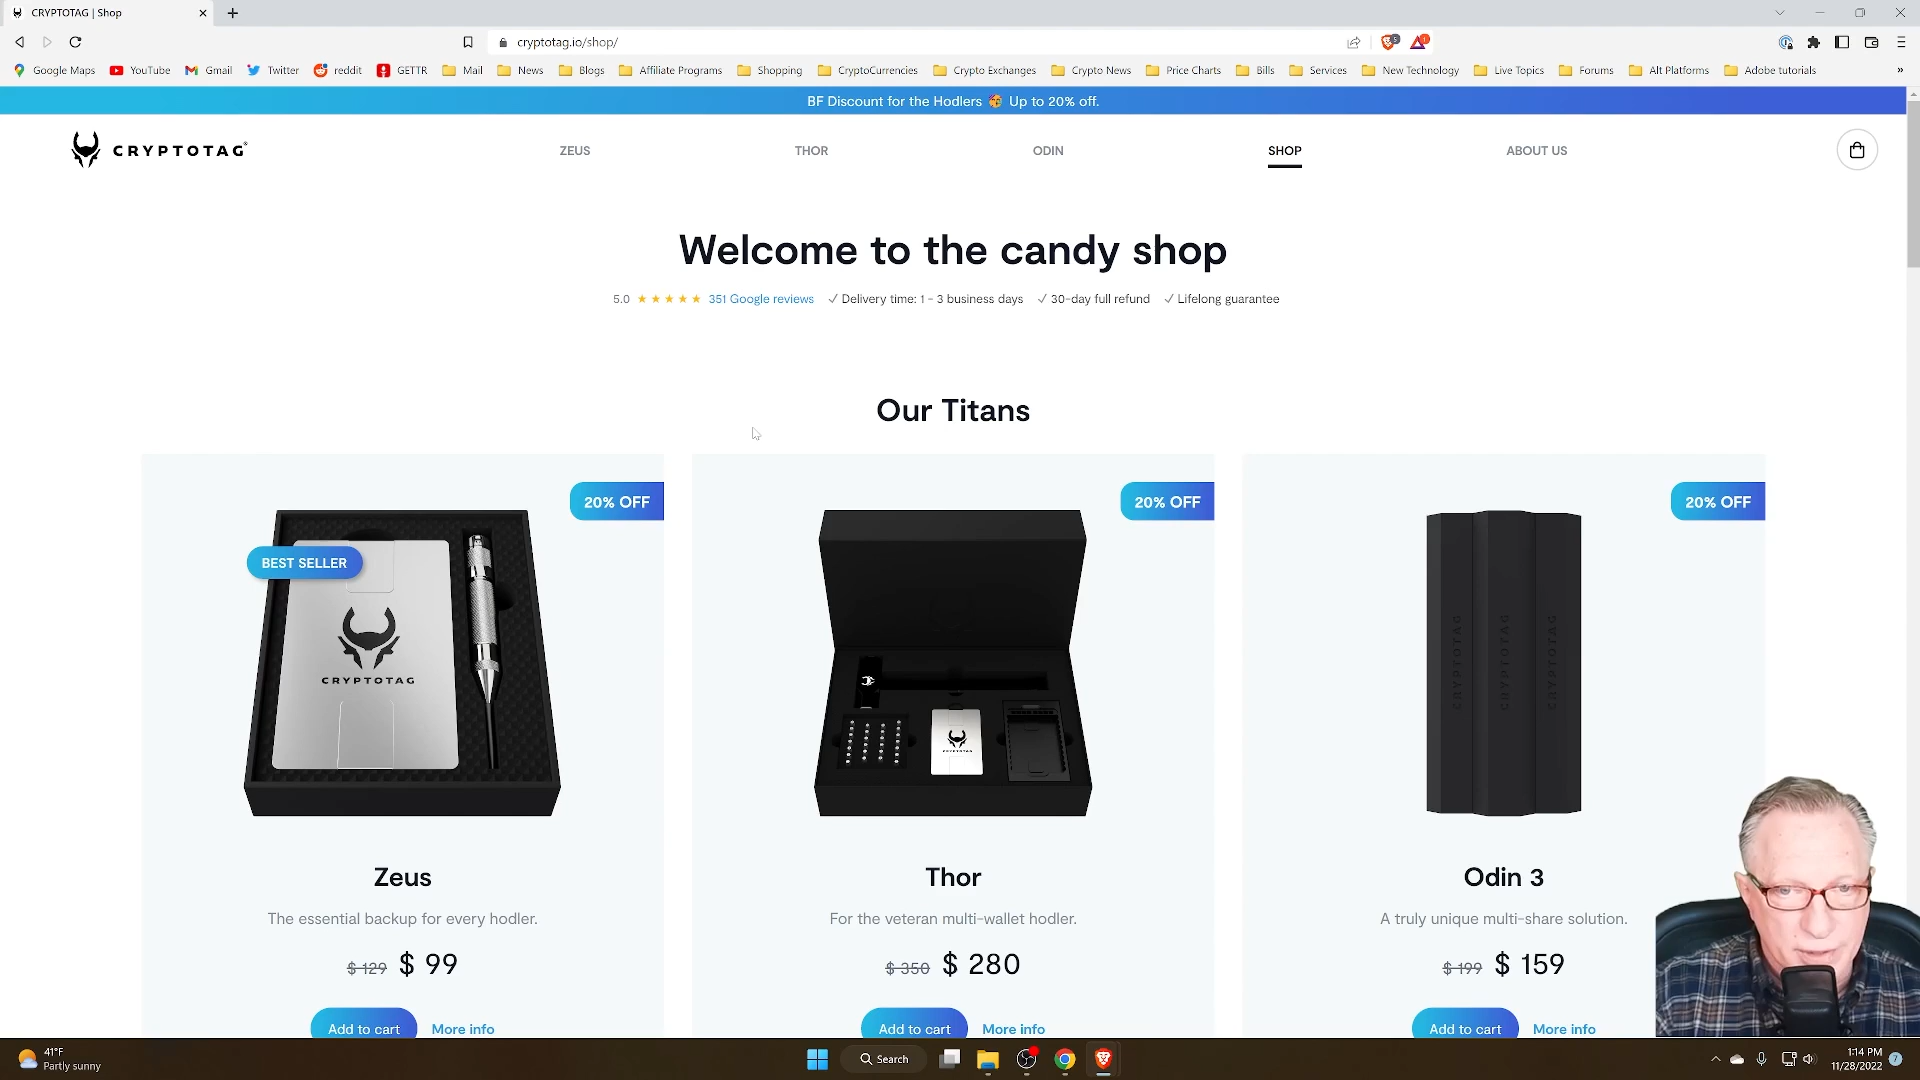 CRYPTOTAG | Shop
cryptotag.io/shop/
Google Maps YouTube Gmail Twitter reddit GETTR Mail News Blogs Affiliate Programs Shopping CryptoCurrencies Crypto Exchanges Crypto News Price Charts Bills Services New Technology Live Topics Forums Alt Platforms Adobe tutorials »
BF Discount for the Hodlers 🥳 Up to 20% off.
CRYPTOTAG® ZEUS THOR ODIN SHOP ABOUT US
Welcome to the candy shop
5.0 ★★★★★ 351 Google reviews ✓ Delivery time: 1 - 3 business days ✓ 30-day full refund ✓ Lifelong guarantee
Our Titans
20% OFF
BEST SELLER
CRYPTOTAG
Zeus
The essential backup for every hodler.
$ 129 $ 99
Add to cart More info
20% OFF
CRYPTOTAG
Thor
For the veteran multi-wallet hodler.
$ 350 $ 280
Add to cart More info
20% OFF
CRYPTOTAG
CRYPTOTAG
CRYPTOTAG
Odin 3
A truly unique multi-share solution.
$ 199 $ 159
Add to cart More info
41°F
Partly sunny
Search
1:14 PM
11/28/2022
7